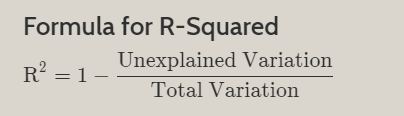 Formula for R-Squared
R² = 1 − Unexplained Variation / Total Variation